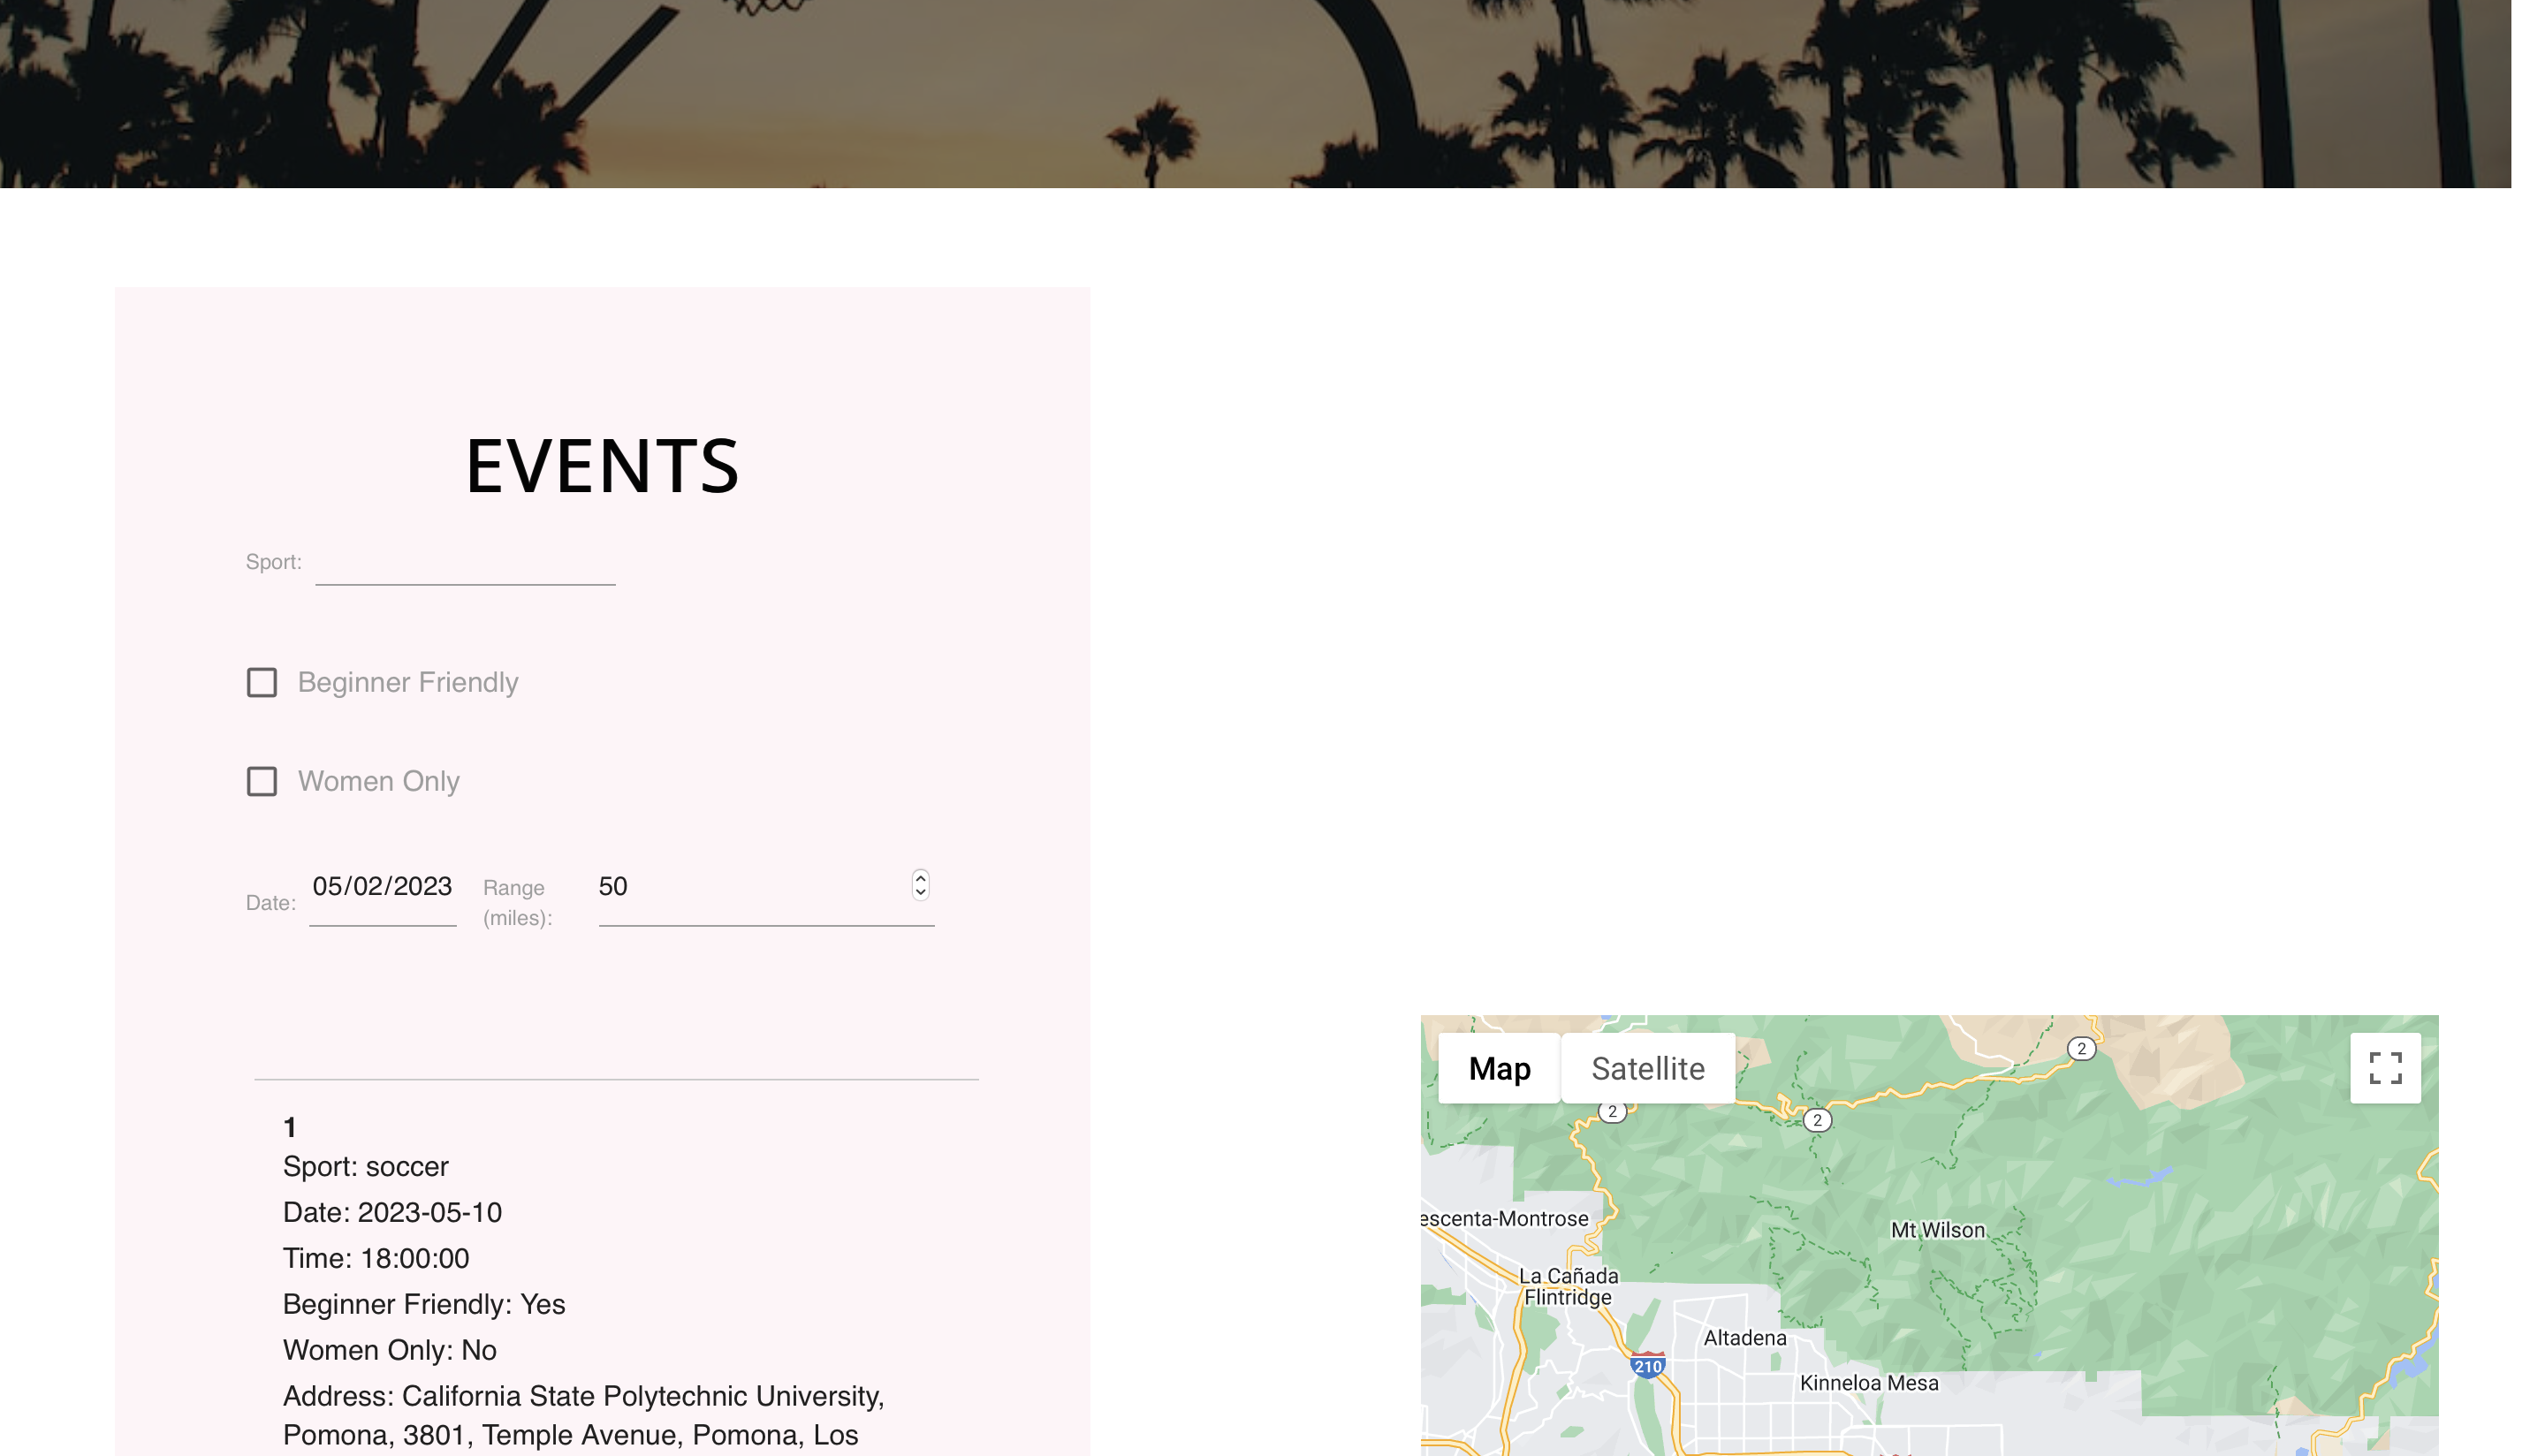 EVENTS
Sport:
Beginner Friendly
Women Only
Date: 05/02/2023 Range (miles): 50
1
Sport: soccer
Date: 2023-05-10
Time: 18:00:00
Beginner Friendly: Yes
Women Only: No
Address: California State Polytechnic University,
Pomona, 3801, Temple Avenue, Pomona, Los
Map Satellite
2
2
2
escenta-Montrose
Mt Wilson
La Cañada
Flintridge
Altadena
210
Kinneloa Mesa